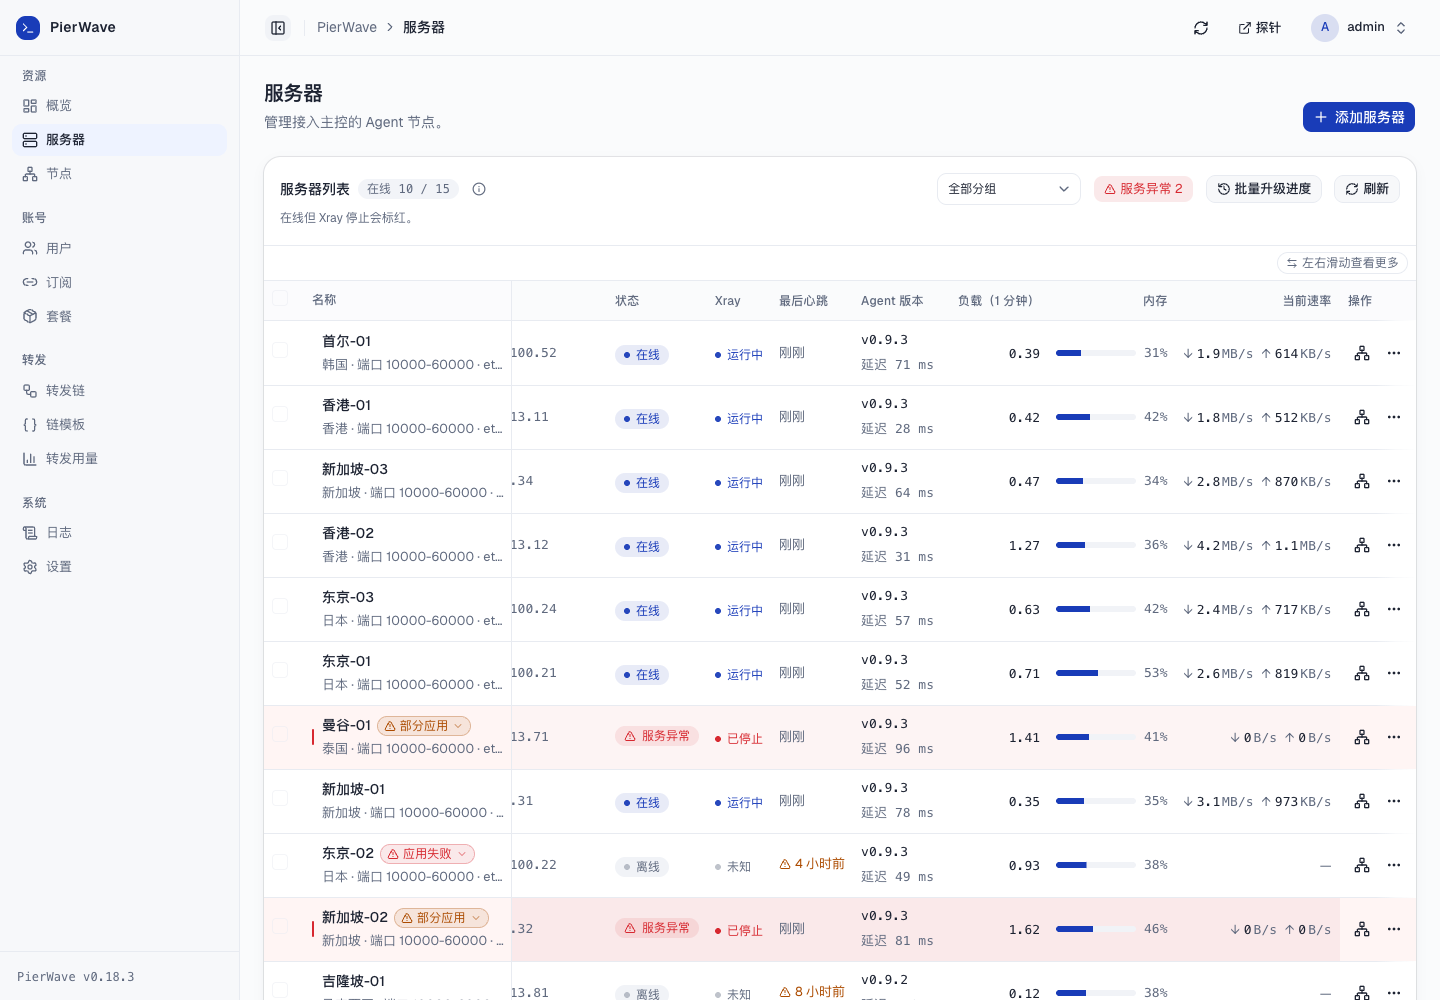 PierWave
资源
概览
服务器
节点
账号
用户
订阅
套餐
转发
转发链
链模板
转发用量
系统
日志
设置
PierWave v0.18.3
PierWave > 服务器
探针
A admin
服务器
管理接入主控的 Agent 节点。
添加服务器
服务器列表 在线 10 / 15
全部分组
服务异常 2
批量升级进度
刷新
在线但 Xray 停止会标红。
左右滑动查看更多
名称 状态 Xray 最后心跳 Agent 版本 负载（1 分钟） 内存 当前速率 操作
首尔-01 v0.9.3
韩国 · 端口 10000-60000 · et... 100.52 在线 运行中 刚刚 延迟 71 ms 0.39 31% ↓ 1.9MB/s ↑ 614KB/s
香港-01 v0.9.3
香港 · 端口 10000-60000 · et... 13.11 在线 运行中 刚刚 延迟 28 ms 0.42 42% ↓ 1.8MB/s ↑ 512KB/s
新加坡-03 v0.9.3
新加坡 · 端口 10000-60000 · ... .34 在线 运行中 刚刚 延迟 64 ms 0.47 34% ↓ 2.8MB/s ↑ 870KB/s
香港-02 v0.9.3
香港 · 端口 10000-60000 · et... 13.12 在线 运行中 刚刚 延迟 31 ms 1.27 36% ↓ 4.2MB/s ↑ 1.1MB/s
东京-03 v0.9.3
日本 · 端口 10000-60000 · et... 100.24 在线 运行中 刚刚 延迟 57 ms 0.63 42% ↓ 2.4MB/s ↑ 717KB/s
东京-01 v0.9.3
日本 · 端口 10000-60000 · et... 100.21 在线 运行中 刚刚 延迟 52 ms 0.71 53% ↓ 2.6MB/s ↑ 819KB/s
曼谷-01 部分应用 v0.9.3
泰国 · 端口 10000-60000 · et... 13.71 服务异常 已停止 刚刚 延迟 96 ms 1.41 41% ↓ 0B/s ↑ 0B/s
新加坡-01 v0.9.3
新加坡 · 端口 10000-60000 · ... .31 在线 运行中 刚刚 延迟 78 ms 0.35 35% ↓ 3.1MB/s ↑ 973KB/s
东京-02 应用失败 v0.9.3
日本 · 端口 10000-60000 · et... 100.22 离线 未知 4 小时前 延迟 49 ms 0.93 38% —
新加坡-02 部分应用 v0.9.3
新加坡 · 端口 10000-60000 · ... .32 服务异常 已停止 刚刚 延迟 81 ms 1.62 46% ↓ 0B/s ↑ 0B/s
吉隆坡-01 v0.9.2
13.81 离线 未知 8 小时前 0.12 38% —